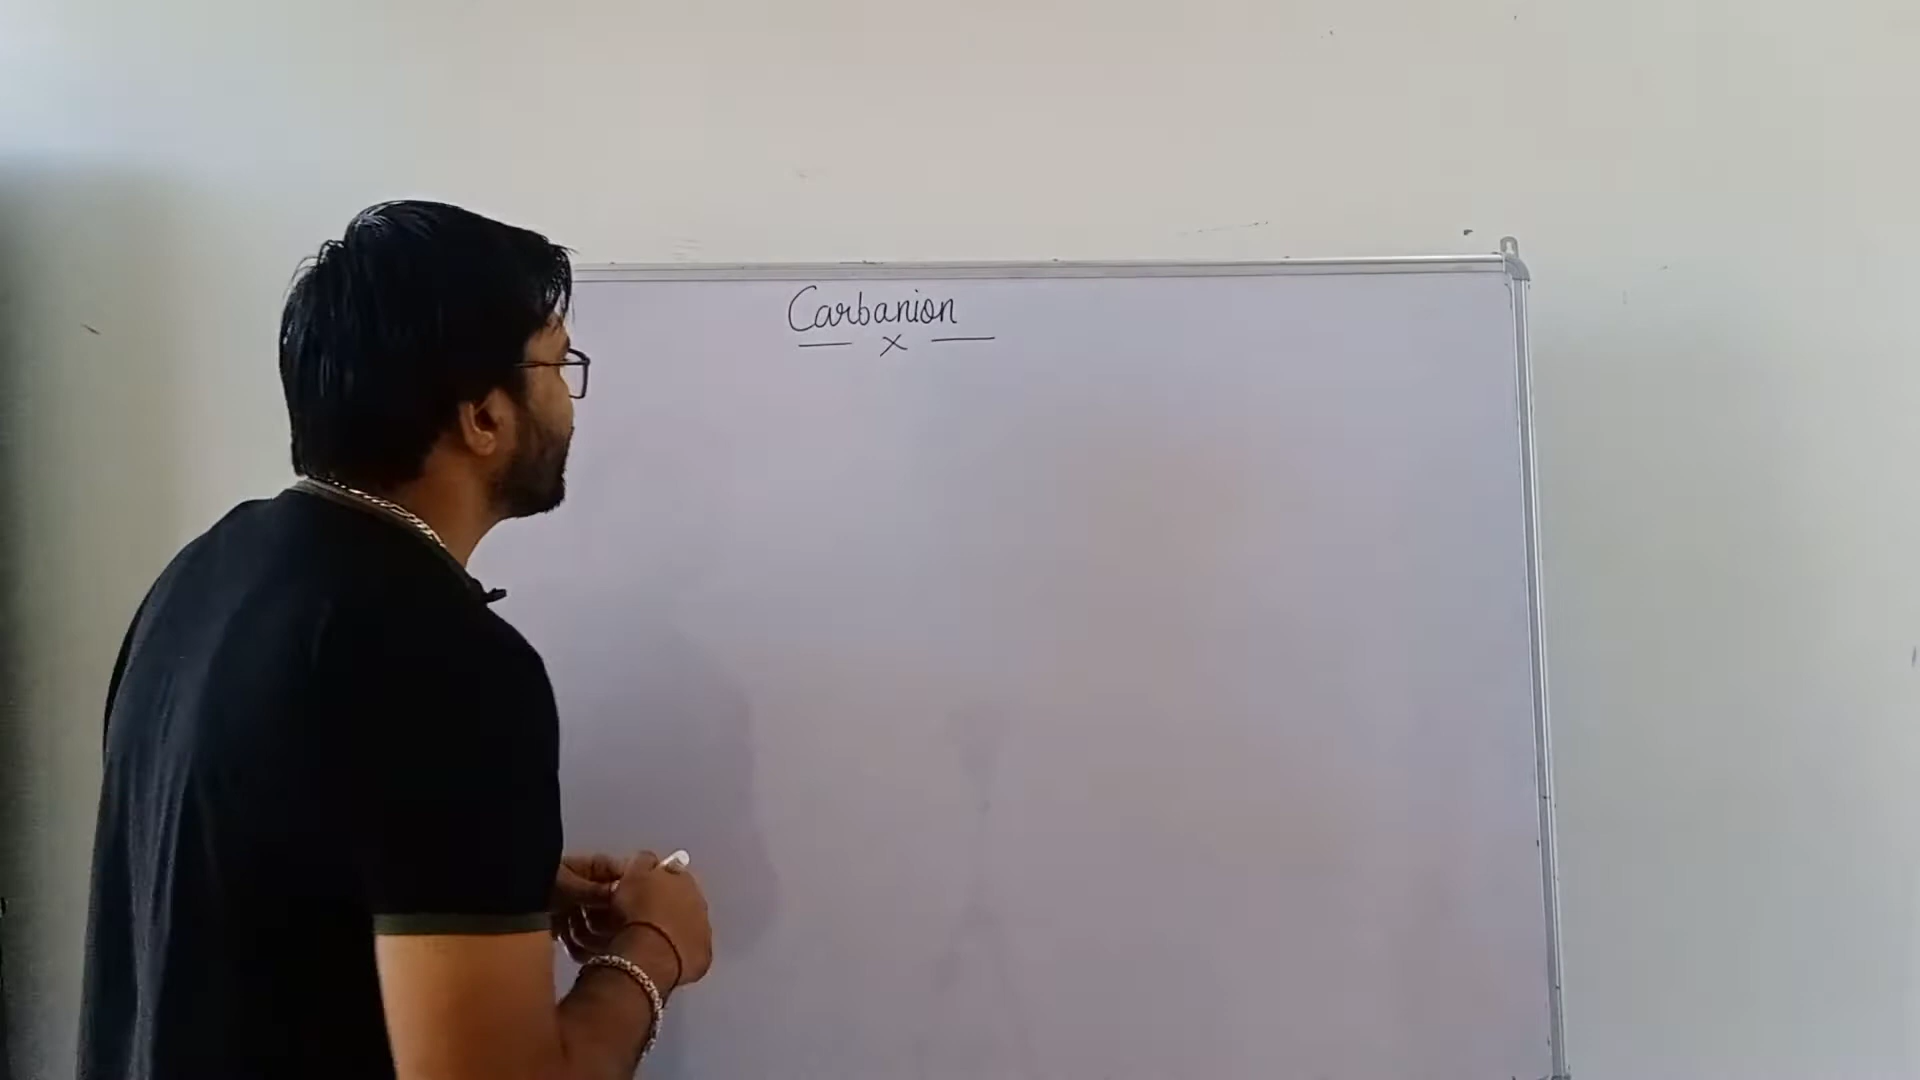 Carbanion
— x —